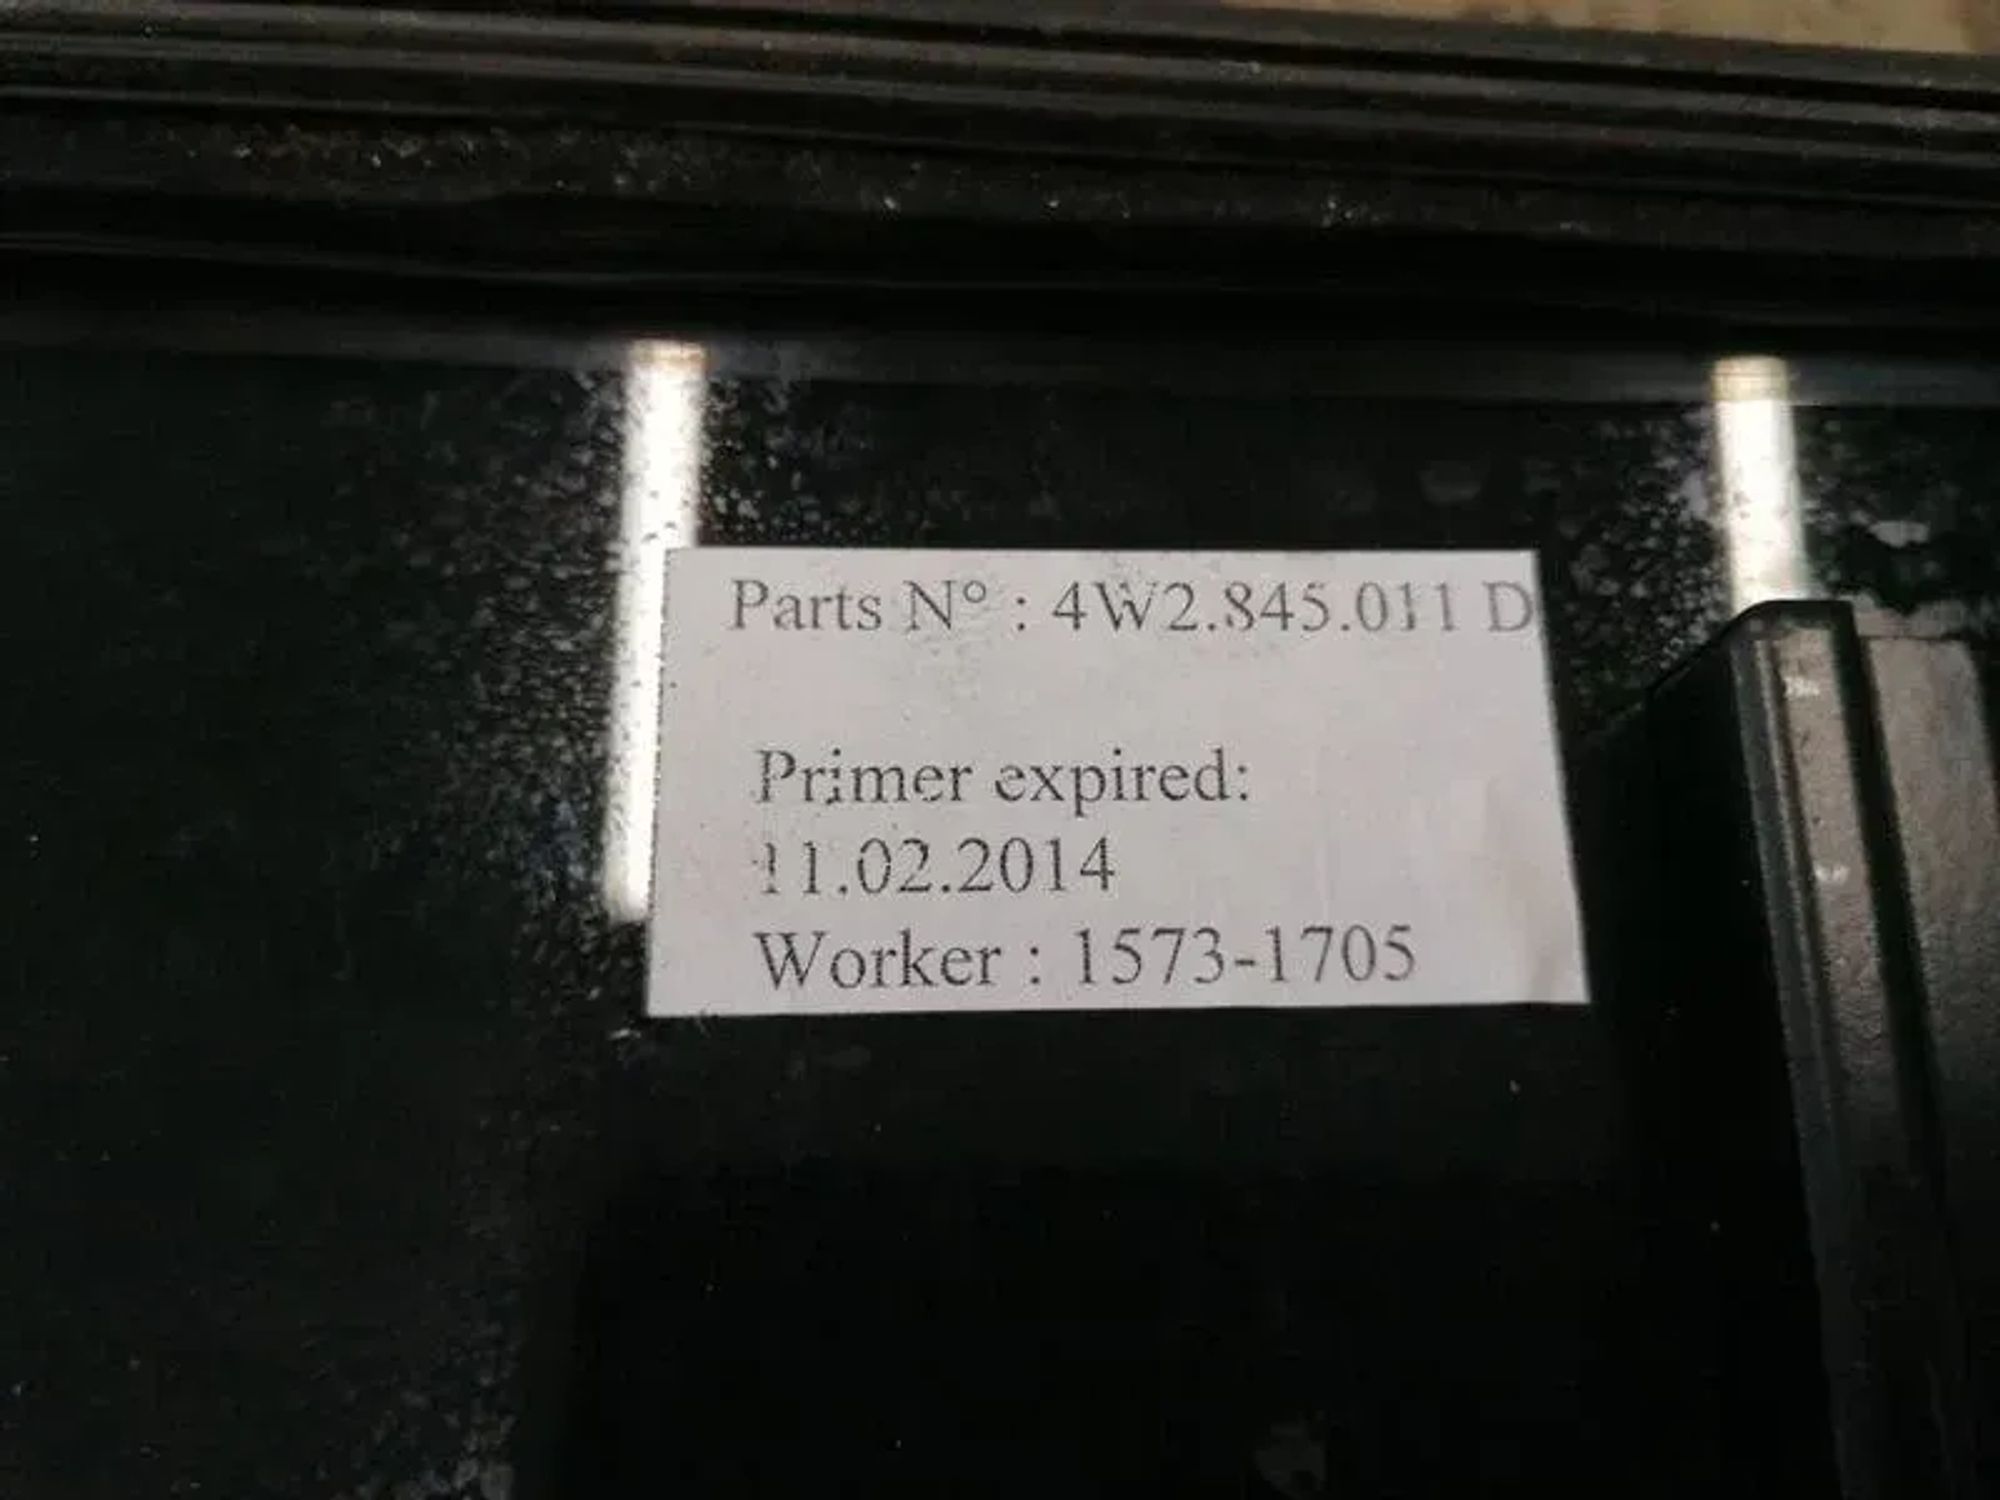 Parts N° : 4W2.845.011 D
Primer expired:
11.02.2014
Worker : 1573-1705